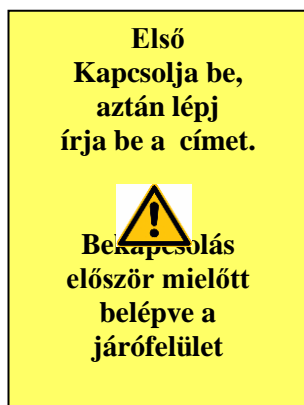 Első
Kapcsolja be,
aztán lépj
írja be a címet.
Bekapcsolás
először mielőtt
belépve a
járófelület